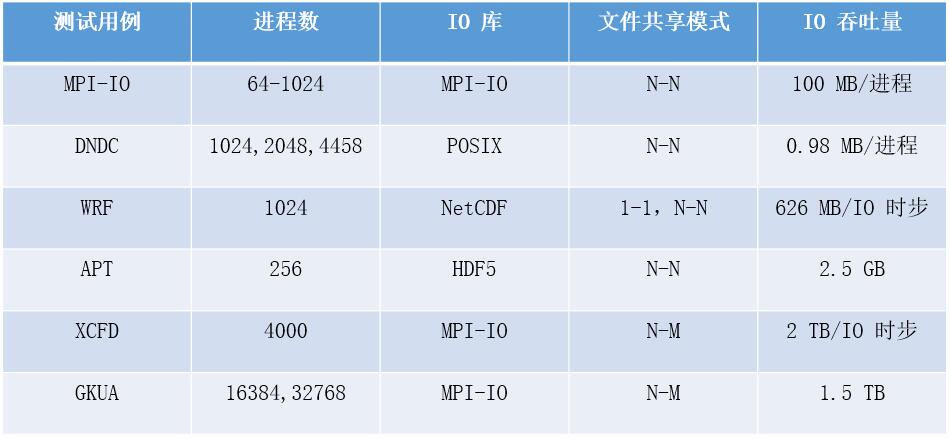 测试用例 进程数 IO 库 文件共享模式 IO 吞吐量
MPI-IO 64-1024 MPI-IO N-N 100 MB/进程
DNDC 1024,2048,4458 POSIX N-N 0.98 MB/进程
WRF 1024 NetCDF 1-1, N-N 626 MB/IO 时步
APT 256 HDF5 N-N 2.5 GB
XCFD 4000 MPI-IO N-M 2 TB/IO 时步
GKUA 16384,32768 MPI-IO N-M 1.5 TB